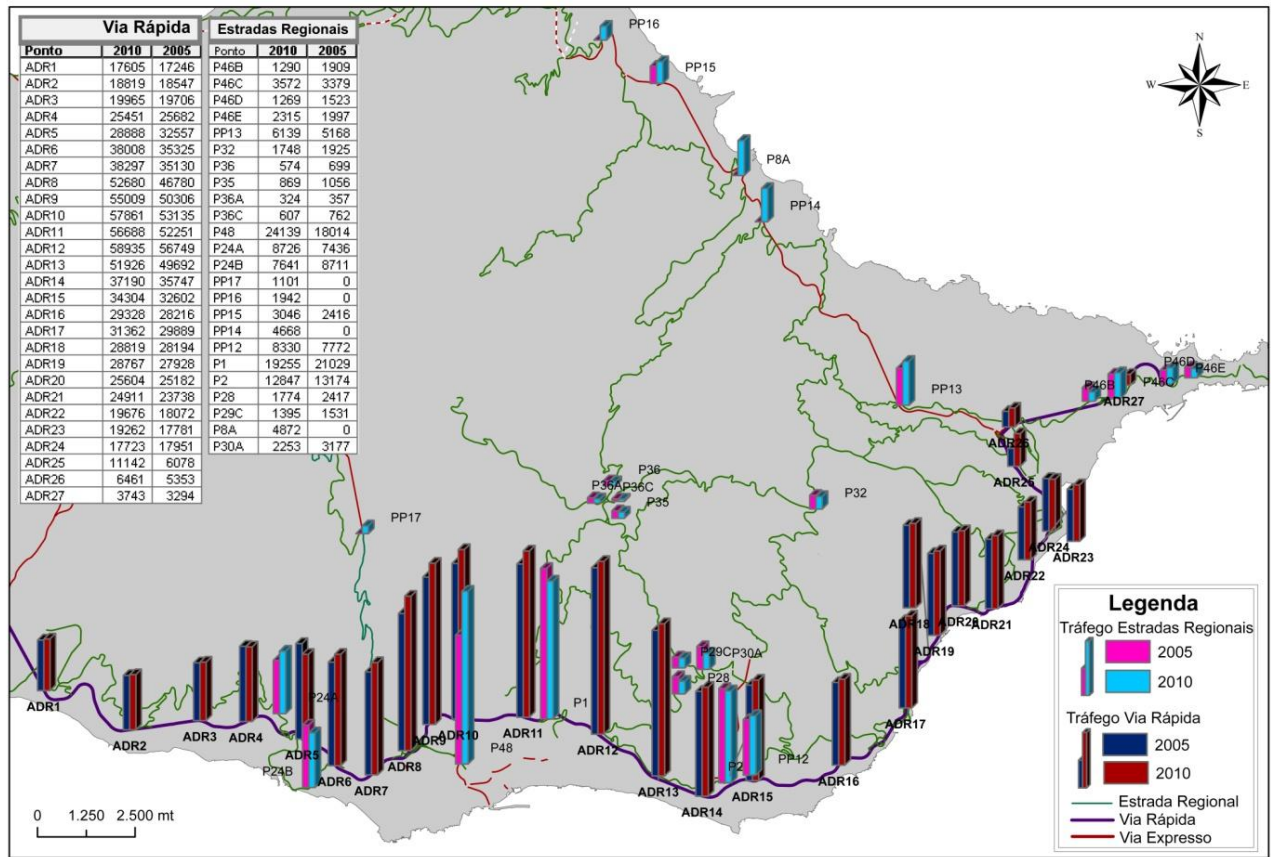 Via Rápida
Ponto 2010 2005
ADR1 17605 17246
ADR2 18819 18547
ADR3 19965 19706
ADR4 25451 25682
ADR5 28888 32557
ADR6 38008 35325
ADR7 38297 35130
ADR8 52680 46780
ADR9 55009 50306
ADR10 57861 53135
ADR11 56688 52251
ADR12 58935 56749
ADR13 51926 49692
ADR14 37190 35747
ADR15 34304 32602
ADR16 29328 28216
ADR17 31362 29889
ADR18 28819 28194
ADR19 28767 27928
ADR20 25604 25182
ADR21 24911 23738
ADR22 19676 18072
ADR23 19262 17781
ADR24 17723 17951
ADR25 11142 6078
ADR26 6461 5353
ADR27 3743 3294
Estradas Regionais
Ponto 2010 2005
P46B 1290 1909
P46C 3572 3379
P46D 1269 1523
P46E 2315 1997
PP13 6139 5168
P32 1748 1925
P36 574 699
P35 869 1056
P36A 324 357
P36C 607 762
P48 24139 18014
P24A 8726 7436
P24B 7641 8711
PP17 1101 0
PP16 1942 0
PP15 3046 2416
PP14 4668 0
PP12 8330 7772
P1 19255 21029
P2 12847 13174
P28 1774 2417
P29C 1395 1531
P8A 4872 0
P30A 2253 3177
PP16
PP15
P8A
PP14
N
W E
S
PP13
P46D
P46E
P46B
P46C
ADR27
ADR26
ADR25
P36
P36A
P36C
P35
P32
PP17
ADR24
ADR23
ADR22
ADR18
ADR20
ADR21
ADR19
ADR17
P29C
P30A
P28
ADR1
ADR2
ADR3
ADR4
P24A
ADR5
P24B
ADR6
ADR7
ADR8
ADR9
ADR10
P48
ADR11
P1
ADR12
ADR13
P2
PP12
ADR14
ADR15
ADR16
0 1.250 2.500 mt
Legenda
Tráfego Estradas Regionais
2005
2010
Tráfego Via Rápida
2005
2010
Estrada Regional
Via Rápida
Via Expresso